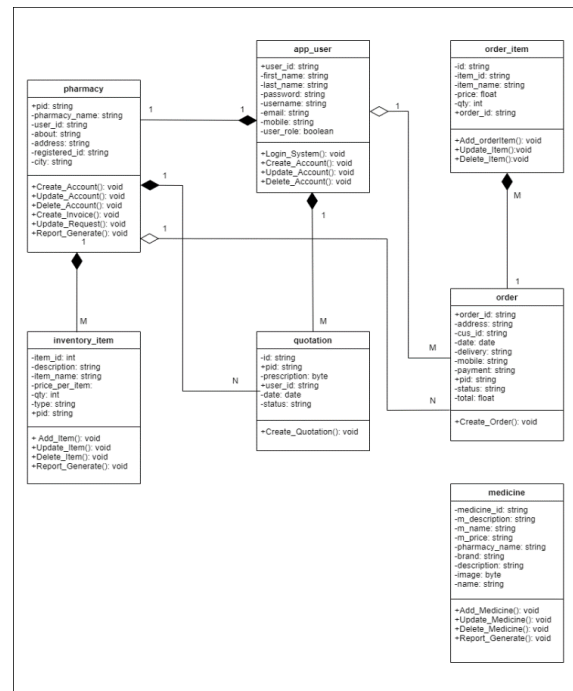 pharmacy
+pid: string
-pharmacy_name: string
-user_id: string
-about: string
-address: string
-registered_id: string
-city: string
+Create_Account(): void
+Update_Account(): void
+Delete_Account(): void
+Create_Invoice(): void
+Update_Request(): void
+Report_Generate(): void
1
1
1
1
app_user
+user_id: string
-first_name: string
-last_name: string
-password: string
-username: string
-email: string
-mobile: string
-user_role: boolean
+Login_System(): void
+Create_Account(): void
+Update_Account(): void
+Delete_Account(): void
1
1
1
order_item
-id: string
-item_id: string
-item_name: string
-price: float
-qty: int
+order_id: string
+Add_orderItem(): void
+Update_Item():void
+Delete_Item():void
M
1
M
inventory_item
-item_id: int
-description: string
-item_name: string
-price_per_item:
-qty: int
-type: string
+pid: string
+ Add_Item(): void
+Update_Item(): void
+Delete_Item(): void
+Report_Generate(): void
M
N
quotation
-id: string
+pid: string
-prescription: byte
+user_id: string
-date: date
-status: string
+Create_Quotation(): void
M
N
order
+order_id: string
-address: string
-cus_id: string
-date: date
-delivery: string
-mobile: string
-payment: string
+pid: string
-status: string
-total: float
+Create_Order(): void
medicine
-medicine_id: string
-m_description: string
-m_name: string
-m_price: string
-pharmacy_name: string
-brand: string
-description: string
-image: byte
-name: string
+Add_Medicine(): void
+Update_Medicine(): void
+Delete_Medicine(): void
+Report_Generate(): void